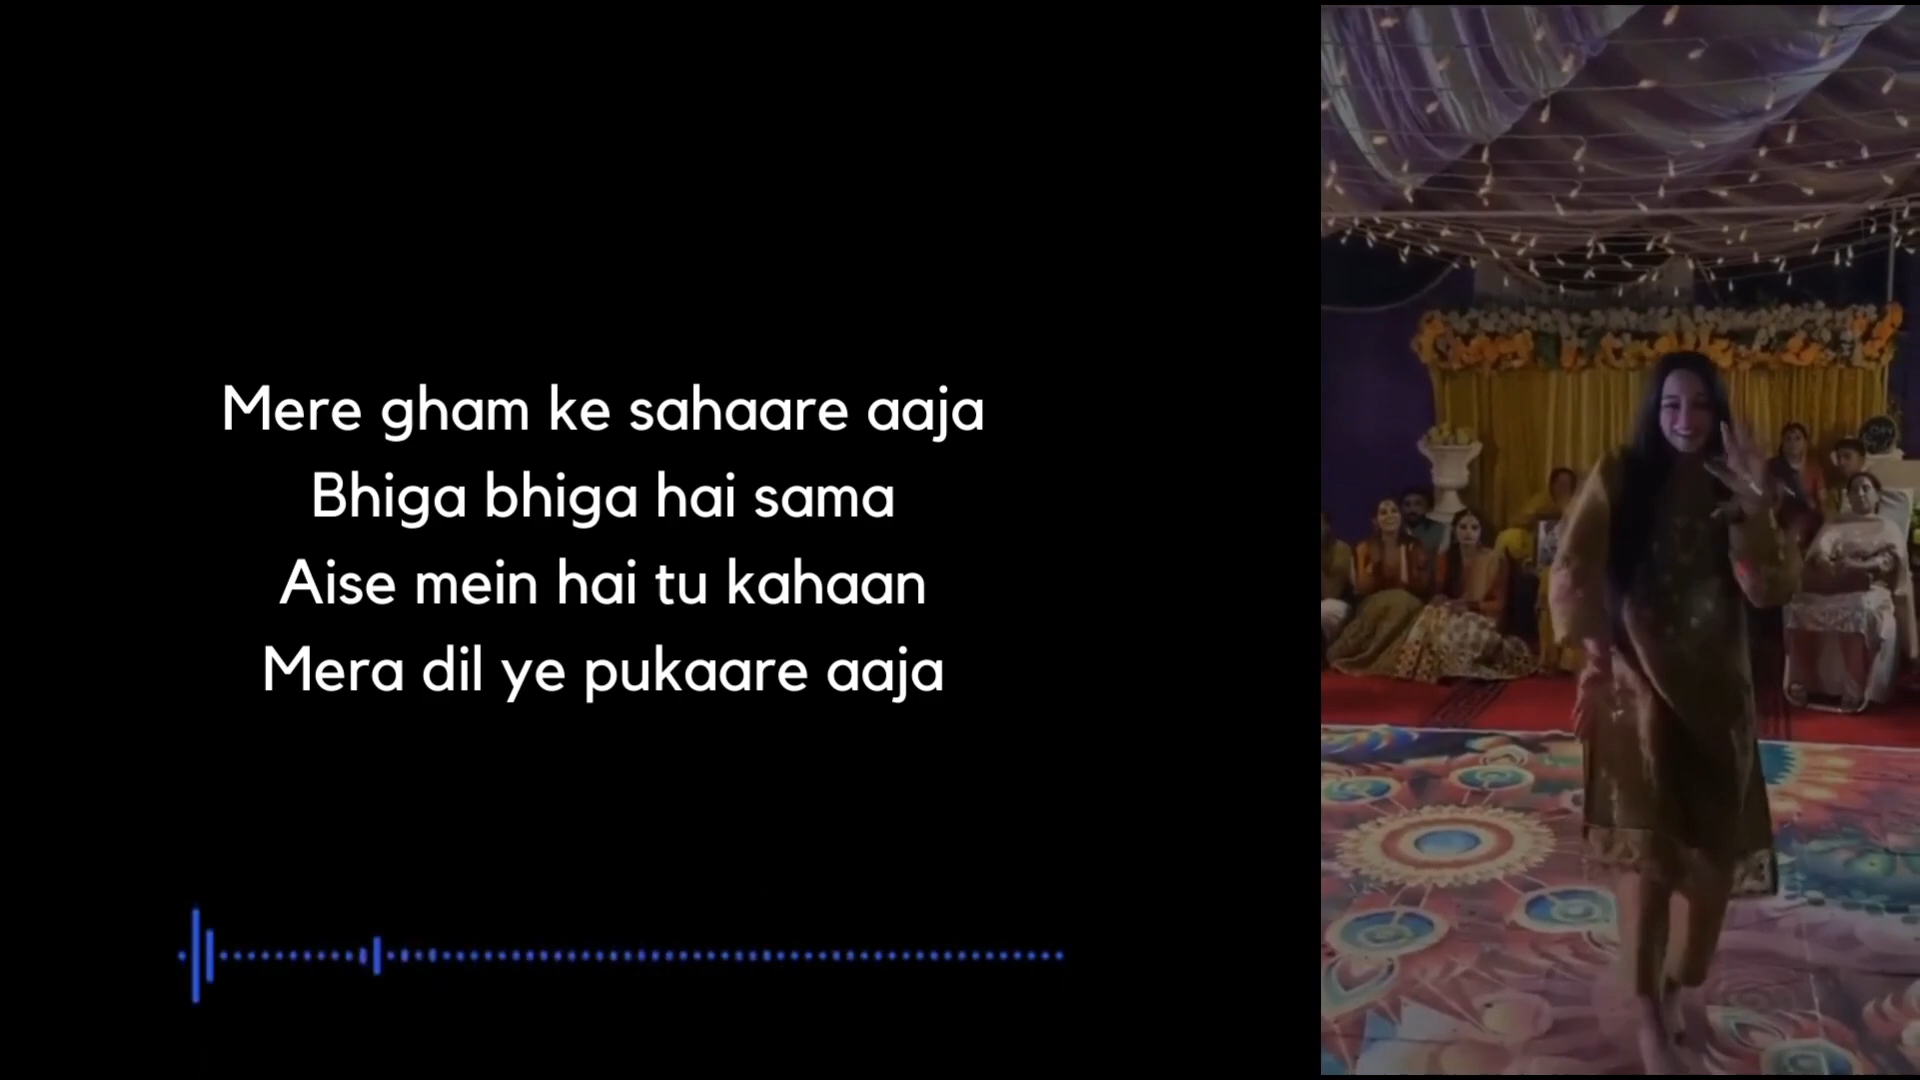 Mere gham ke sahaare aaja
Bhiga bhiga hai sama
Aise mein hai tu kahaan
Mera dil ye pukaare aaja